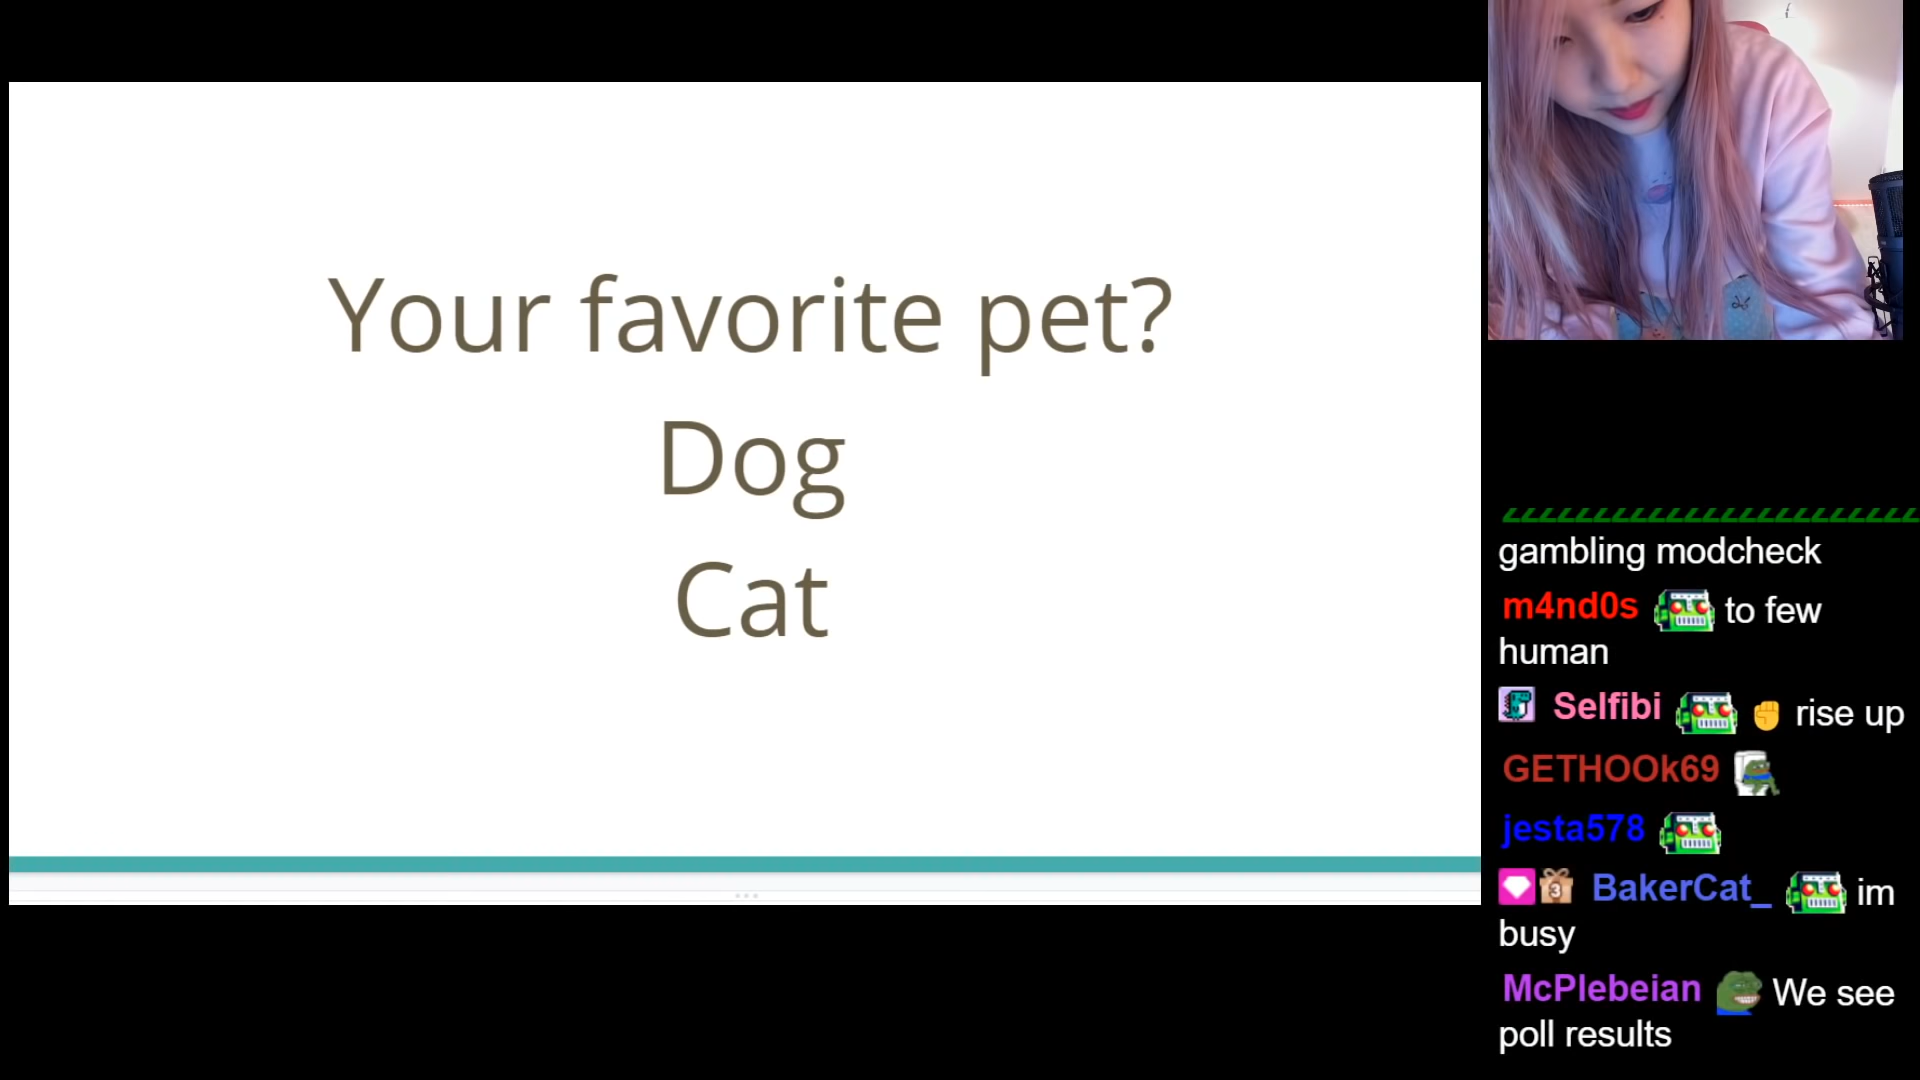 Your favorite pet?
Dog
Cat
gambling modcheck
m4nd0s to few
human
Selfibi rise up
GETHOOk69
jesta578
3 BakerCat_ im
busy
McPlebeian We see
poll results